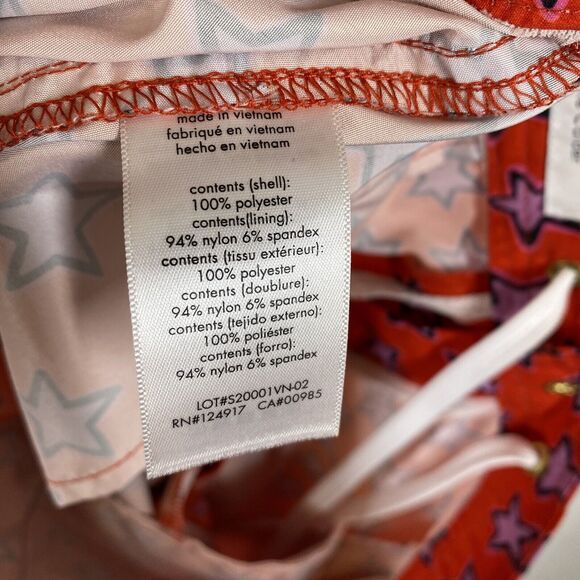 made in vietnam
fabriqué en vietnam
hecho en vietnam
contents (shell):
100% polyester
contents(lining):
94% nylon 6% spandex
contents (tissu extérieur):
100% polyester
contents (doublure):
94% nylon 6% spandex
contents (tejido externo):
100% poliéster
contents (forro):
94% nylon 6% spandex
LOT#S20001VN-02
RN#124917 CA#00985